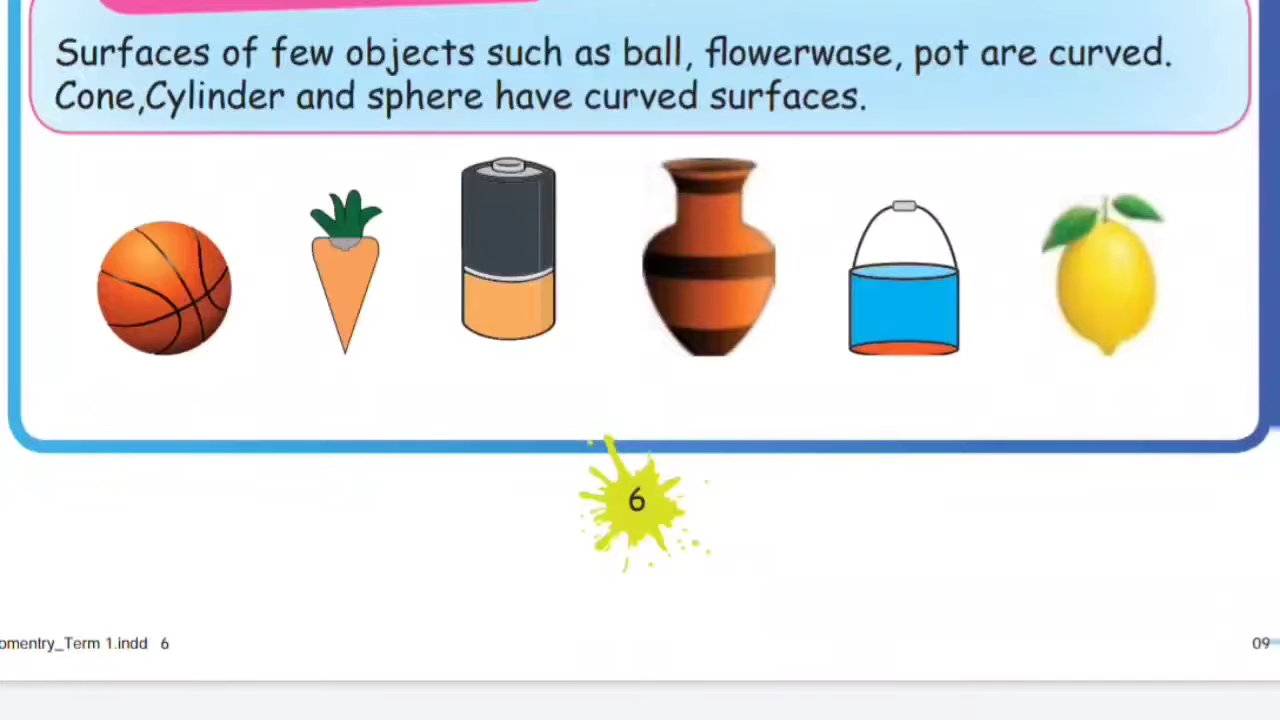 Surfaces of few objects such as ball, flowerwase, pot are curved.
Cone,Cylinder and sphere have curved surfaces.
6
omentry_Term 1.indd 6
09